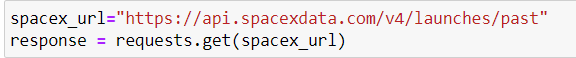 spacex_url="https://api.spacexdata.com/v4/launches/past"
response = requests.get(spacex_url)